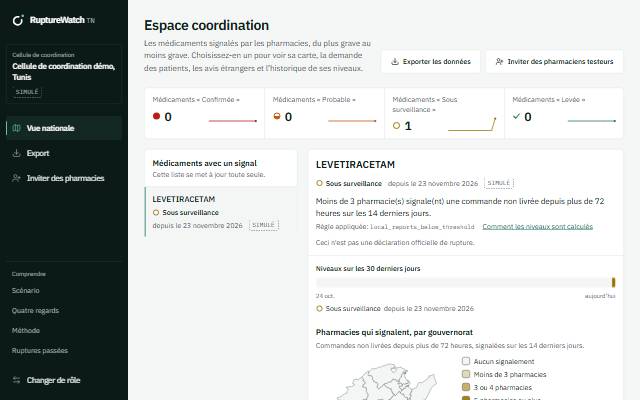 RuptureWatch TN
Cellule de coordination
Cellule de coordination démo,
Tunis
SIMULÉ
Vue nationale
Export
Inviter des pharmacies
Comprendre
Scénario
Quatre regards
Méthode
Ruptures passées
Changer de rôle
Espace coordination
Les médicaments signalés par les pharmacies, du plus grave au
moins grave. Choisissez-en un pour voir sa carte, la demande
des patients, les avis étrangers et l'historique de ses niveaux.
Exporter les données
Inviter des pharmaciens testeurs
Médicaments « Confirmée »
0
Médicaments « Probable »
0
Médicaments « Sous
surveillance »
1
Médicaments « Levée »
0
Médicaments avec un signal
Cette liste se met à jour toute seule.
LEVETIRACETAM
Sous surveillance
depuis le 23 novembre 2026 SIMULÉ
LEVETIRACETAM
Sous surveillance depuis le 23 novembre 2026 SIMULÉ
Moins de 3 pharmacie(s) signale(nt) une commande non livrée depuis plus de 72
heures sur les 14 derniers jours.
Règle appliquée: local_reports_below_threshold Comment les niveaux sont calculés
Ceci n'est pas une déclaration officielle de rupture.
Niveaux sur les 30 derniers jours
24 oct. aujourd'hui
Sous surveillance depuis le 23 novembre 2026
Pharmacies qui signalent, par gouvernorat
Commandes non livrées depuis plus de 72 heures, signalées sur les 14 derniers jours.
Aucun signalement
Moins de 3 pharmacies
3 ou 4 pharmacies
5 pharmacies ou plus